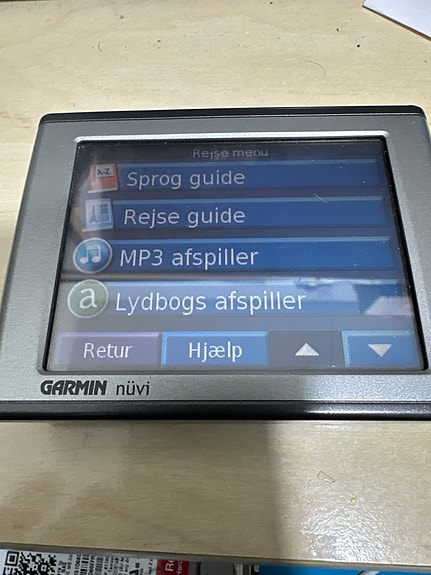 Rejse menu
A-Z
Sprog guide
Rejse guide
MP3 afspiller
a
Lydbogs afspiller
Retur Hjælp
GARMIN nüvi